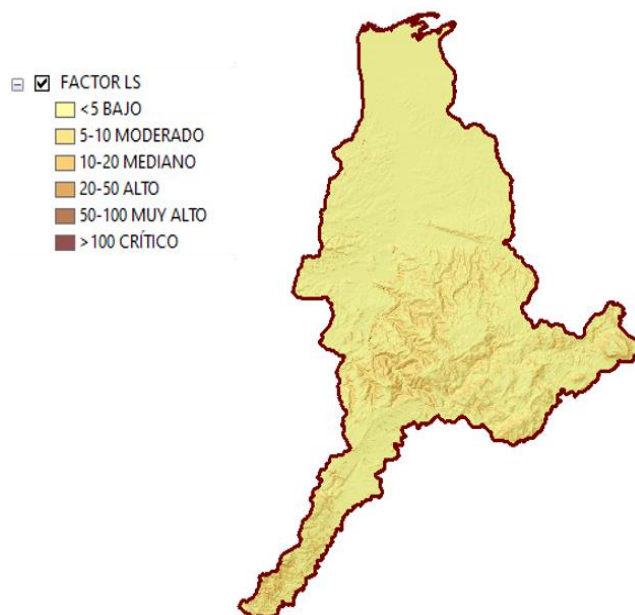 FACTOR LS
<5 BAJO
5-10 MODERADO
10-20 MEDIANO
20-50 ALTO
50-100 MUY ALTO
>100 CRÍTICO